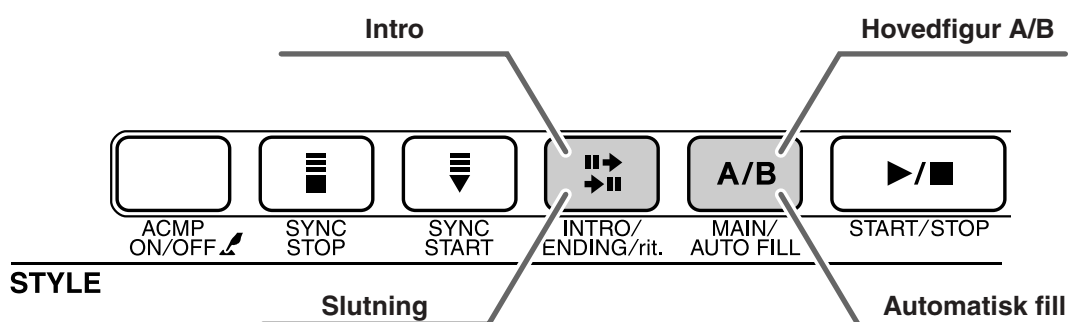 Intro
Hovedfigur A/B
A/B
ACMP
ON/OFF
SYNC
STOP
SYNC
START
INTRO/
ENDING/rit.
MAIN/
AUTO FILL
START/STOP
STYLE
Slutning
Automatisk fill